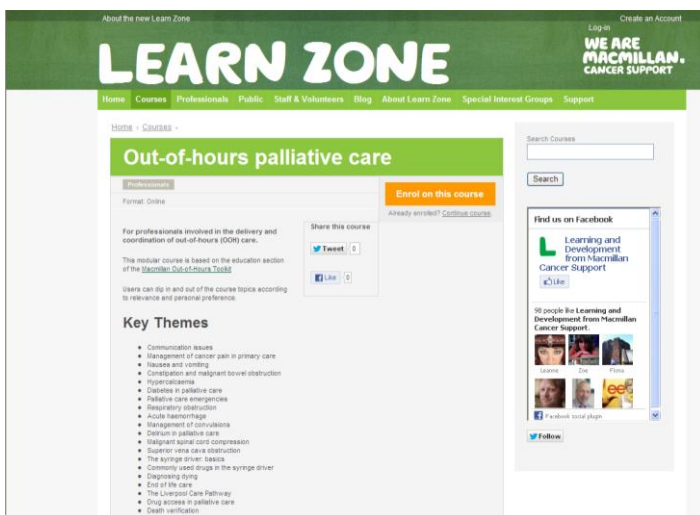 About the new Learn Zone
Create an Account
Log-in
LEARN ZONE
WE ARE
MACMILLAN.
CANCER SUPPORT
Home Courses Professionals Public Staff & Volunteers Blog About Learn Zone Special Interest Groups Support
Home › Courses ›
Out-of-hours palliative care
Professionals
Format: Online
Enrol on this course
Already enrolled? Continue course.
For professionals involved in the delivery and
coordination of out-of-hours (OOH) care.
This modular course is based on the education section
of the Macmillan Out-of-Hours Toolkit
Users can dip in and out of the course topics according
to relevance and personal preference.
Share this course
Tweet 0
Like 0
Key Themes
Communication issues
Management of cancer pain in primary care
Nausea and vomiting
Constipation and malignant bowel obstruction
Hypercalcaemia
Diabetes in palliative care
Palliative care emergencies
Respiratory obstruction
Acute haemorrhage
Management of convulsions
Delirium in palliative care
Malignant spinal cord compression
Superior vena cava obstruction
The syringe driver: basics
Commonly used drugs in the syringe driver
Diagnosing dying
End of life care
The Liverpool Care Pathway
Drug access in palliative care
Death verification
Search Courses
Search
Find us on Facebook
Learning and
Development
from Macmillan
Cancer Support
Like
98 people like Learning and
Development from Macmillan
Cancer Support.
Leanne Zoe Fiona
Facebook social plugin
Follow